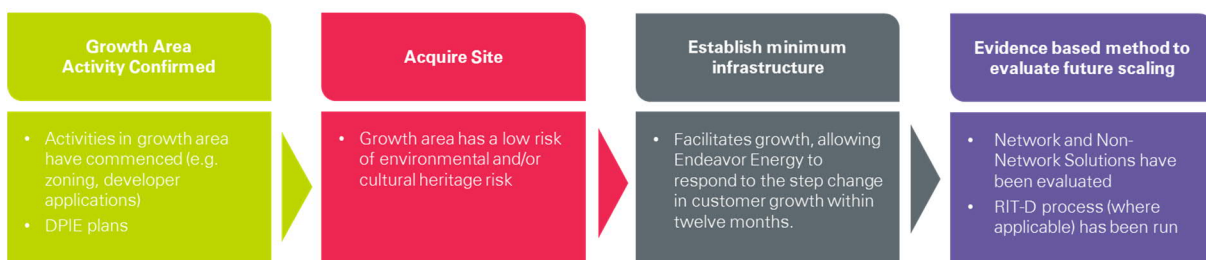 Growth Area
Activity Confirmed
• Activities in growth area
have commenced (e.g.
zoning, developer
applications)
• DPIE plans
Acquire Site
• Growth area has a low risk
of environmental and/or
cultural heritage risk
Establish minimum
infrastructure
• Facilitates growth, allowing
Endeavor Energy to
respond to the step change
in customer growth within
twelve months.
Evidence based method to
evaluate future scaling
• Network and Non-
Network Solutions have
been evaluated
• RIT-D process (where
applicable) has been run